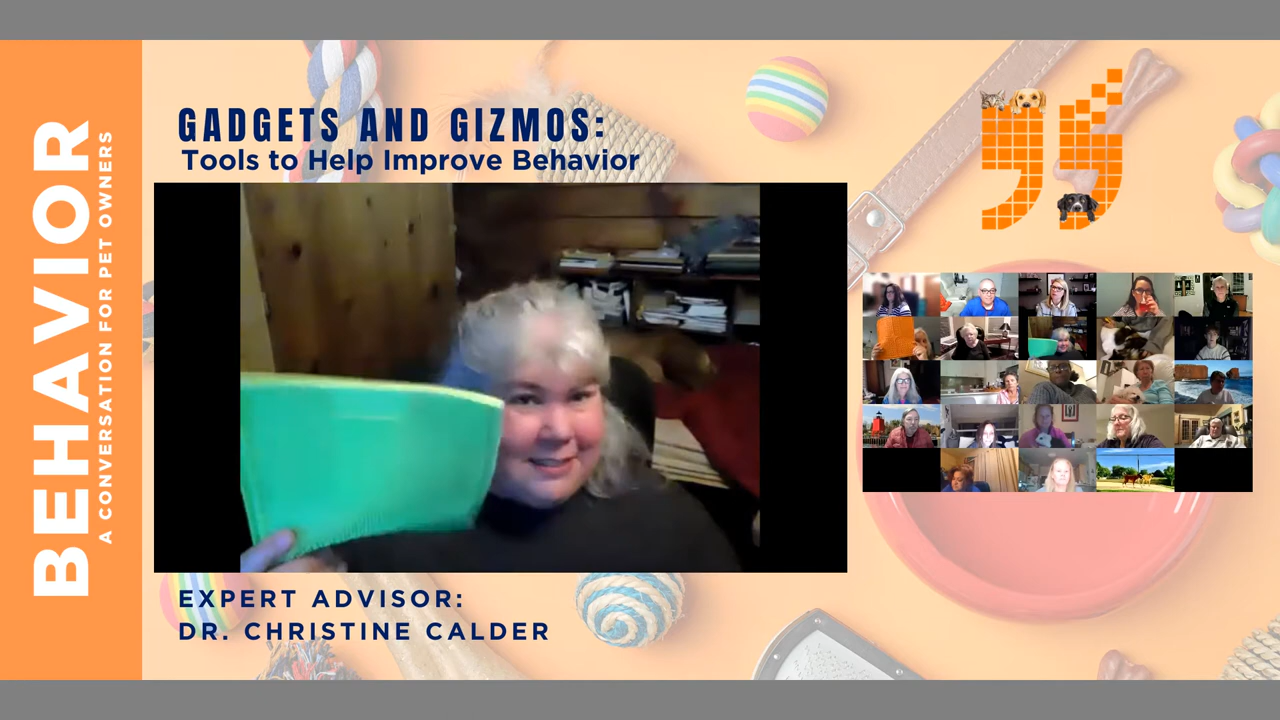 BEHAVIOR
A CONVERSATION FOR PET OWNERS
GADGETS AND GIZMOS:
Tools to Help Improve Behavior
EXPERT ADVISOR:
DR. CHRISTINE CALDER